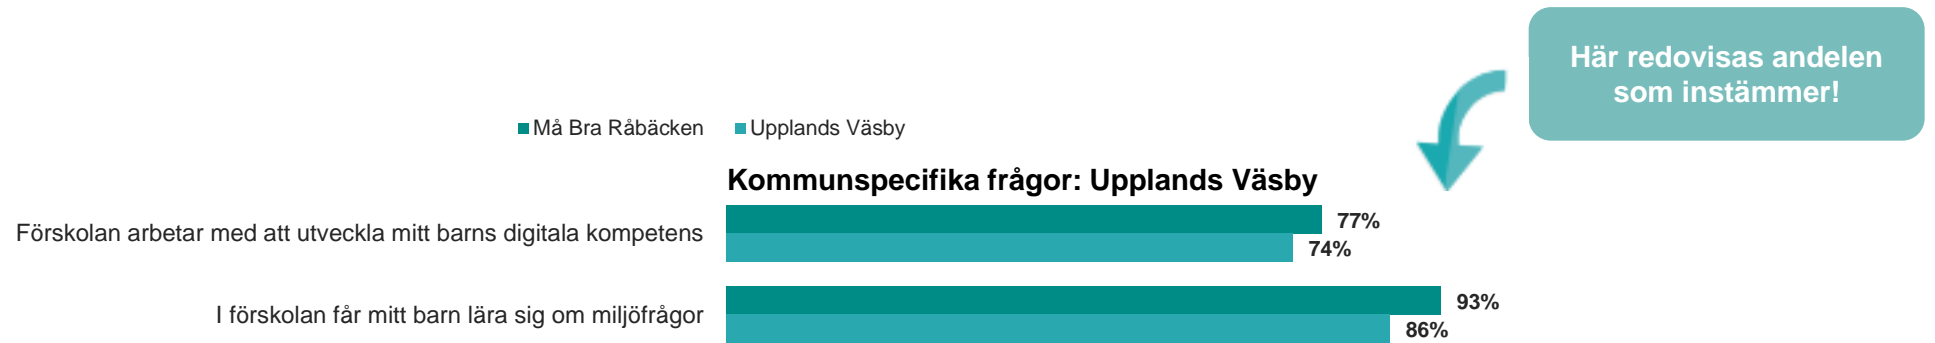 Här redovisas andelen
som instämmer!
Må Bra Råbäcken Upplands Väsby
Kommunspecifika frågor: Upplands Väsby
Förskolan arbetar med att utveckla mitt barns digitala kompetens
77%
74%
I förskolan får mitt barn lära sig om miljöfrågor
93%
86%